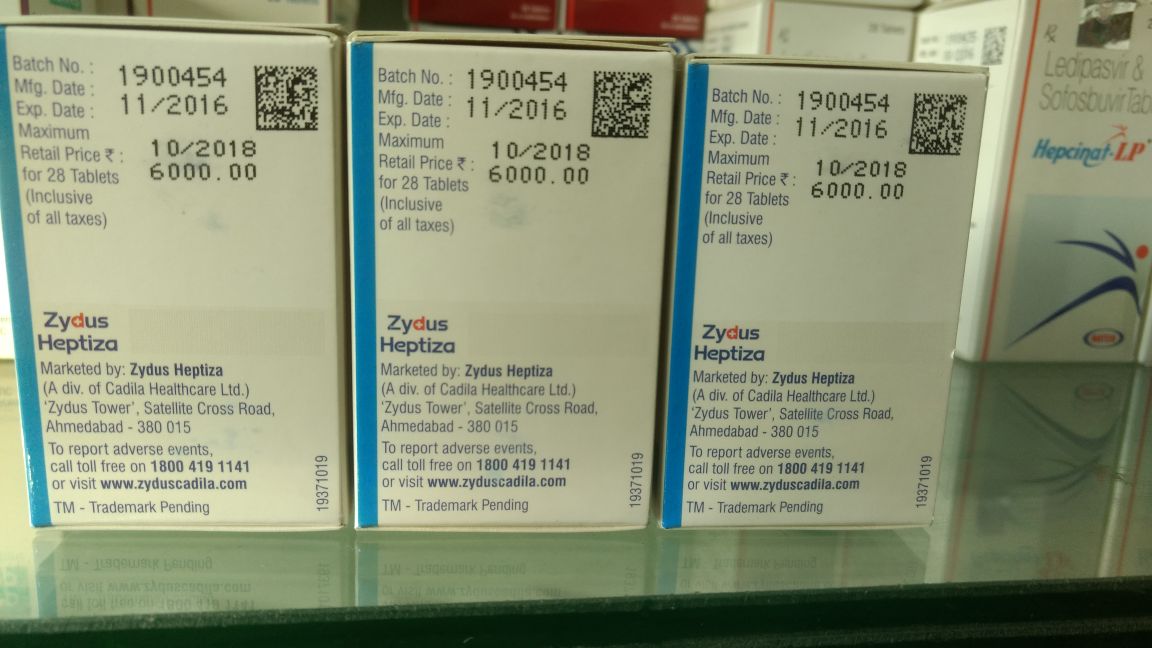 Batch No. : 1900454
Mfg. Date : 11/2016
Exp. Date :
Maximum
Retail Price ₹ : 10/2018
for 28 Tablets 6000.00
(Inclusive
of all taxes)
Zydus
Heptiza
Marketed by: Zydus Heptiza
(A div. of Cadila Healthcare Ltd.)
'Zydus Tower', Satellite Cross Road,
Ahmedabad - 380 015
To report adverse events,
call toll free on 1800 419 1141
or visit www.zyduscadila.com
TM - Trademark Pending
19371019
Batch No. : 1900454
Mfg. Date : 11/2016
Exp. Date :
Maximum
Retail Price ₹ : 10/2018
for 28 Tablets 6000.00
(Inclusive
of all taxes)
Zydus
Heptiza
Marketed by: Zydus Heptiza
(A div. of Cadila Healthcare Ltd.)
'Zydus Tower', Satellite Cross Road,
Ahmedabad - 380 015
To report adverse events,
call toll free on 1800 419 1141
or visit www.zyduscadila.com
TM - Trademark Pending
19371019
Batch No. : 1900454
Mfg. Date : 11/2016
Exp. Date :
Maximum 10/2018
Retail Price ₹ : 6000.00
for 28 Tablets
(Inclusive
of all taxes)
Zydus
Heptiza
Marketed by: Zydus Heptiza
(A div. of Cadila Healthcare Ltd.)
'Zydus Tower', Satellite Cross Road,
Ahmedabad - 380 015
To report adverse events,
call toll free on 1800 419 1141
or visit www.zyduscadila.com
TM - Trademark Pending
19371019
28 Tablets
Rx
Ledipasvir &
Sofosbuvir Tab
Hepcinat-LP
NATCO